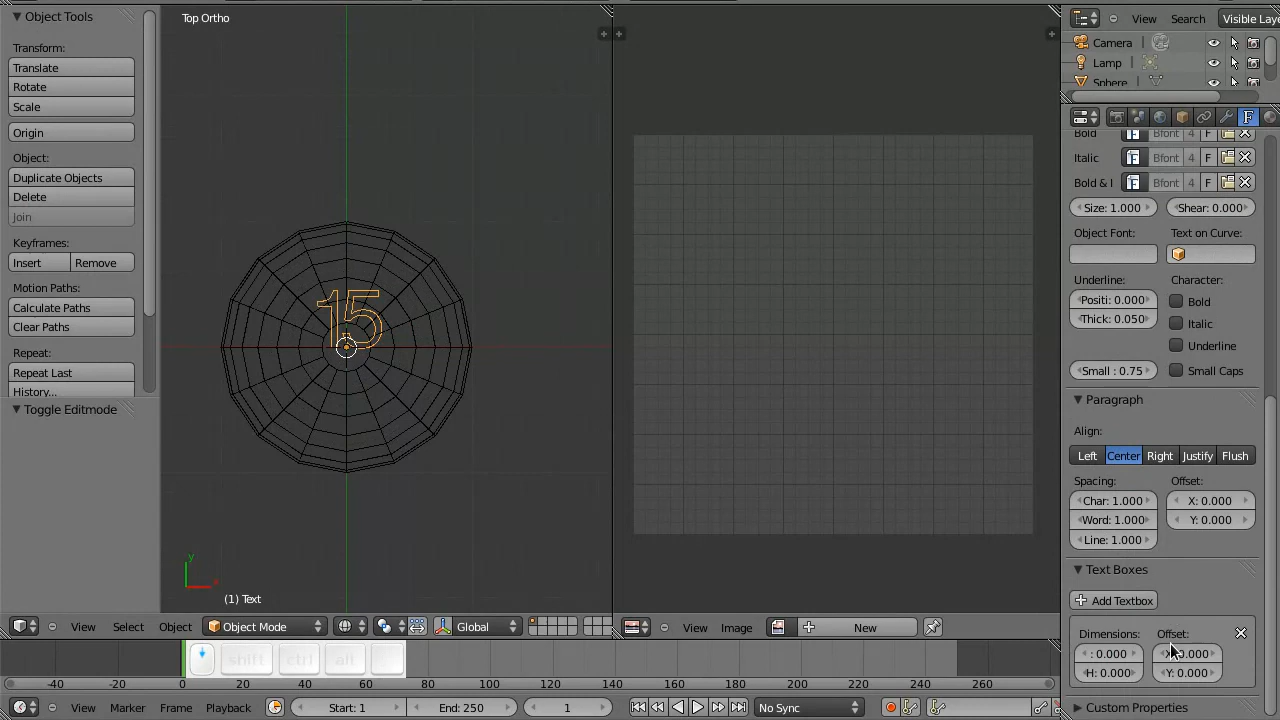 Object Tools
Transform:
Translate
Rotate
Scale
Origin
Object:
Duplicate Objects
Delete
Join
Keyframes:
Insert Remove
Motion Paths:
Calculate Paths
Clear Paths
Repeat:
Repeat Last
History...
Toggle Editmode
Top Ortho
15
y
x
(1) Text
View Select Object Object Mode Global
View Image New
shift ctrl alt
-40 -20 0 20 40 60 80 100 120 140 160 180 200 220 240 260
View Marker Frame Playback Start: 1 End: 250 1 No Sync
View Search Visible Laye
Camera
Lamp
Sphere
Bold Bfont 4 F
Italic Bfont 4 F
Bold & I Bfont 4 F
Size: 1.000 Shear: 0.000
Object Font: Text on Curve:
Underline: Character:
Positi: 0.000 Bold
Thick: 0.050 Italic
Underline
Small : 0.75 Small Caps
Paragraph
Align:
Left Center Right Justify Flush
Spacing: Offset:
Char: 1.000 X: 0.000
Word: 1.000 Y: 0.000
Line: 1.000
Text Boxes
Add Textbox
Dimensions: Offset:
: 0.000 X: 0.000
H: 0.000 Y: 0.000
Custom Properties